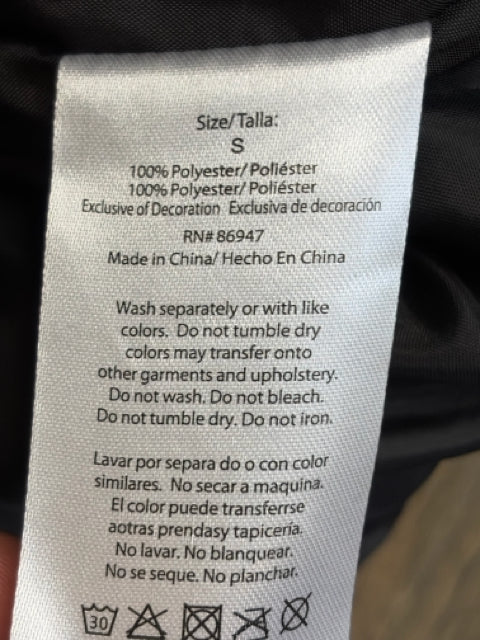 Size/Talla:
S
100% Polyester/Poliéster
100% Polyester/ Poliéster
Exclusive of Decoration Exclusiva de decoración
RN# 86947
Made in China/ Hecho En China
Wash separately or with like
colors. Do not tumble dry
colors may transfer onto
other garments and upholstery.
Do not wash. Do not bleach.
Do not tumble dry. Do not iron.
Lavar por separa do o con color
similares. No secar a maquina.
El color puede transferrse
aotras prendasy tapiceria.
No lavar. No blanquear.
No se seque. No planchar.
30